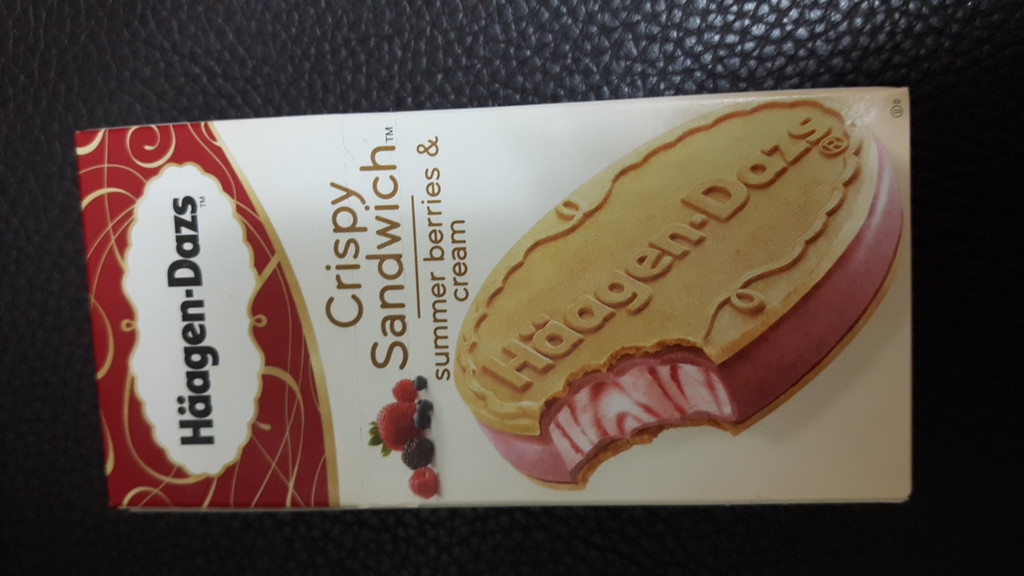 Häagen-Dazs™
Crispy
Sandwich™
summer berries &
cream
Häagen-Dazs®